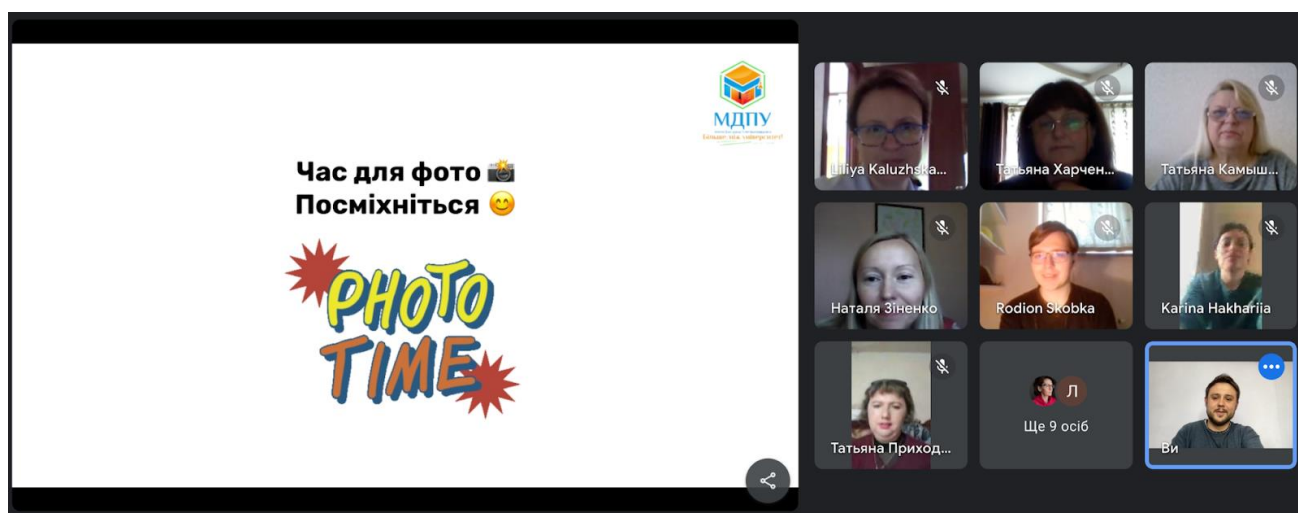 МДПУ
Час для фото 📸
Посміхніться 😊
PHOTO
TIME
Liliya Kaluzhska...
Татьяна Харчен...
Татьяна Камыш...
Наталя Зіненко
Rodion Skobka
Karina Hakhariia
Татьяна Приход...
Л
Ще 9 осіб
Ви